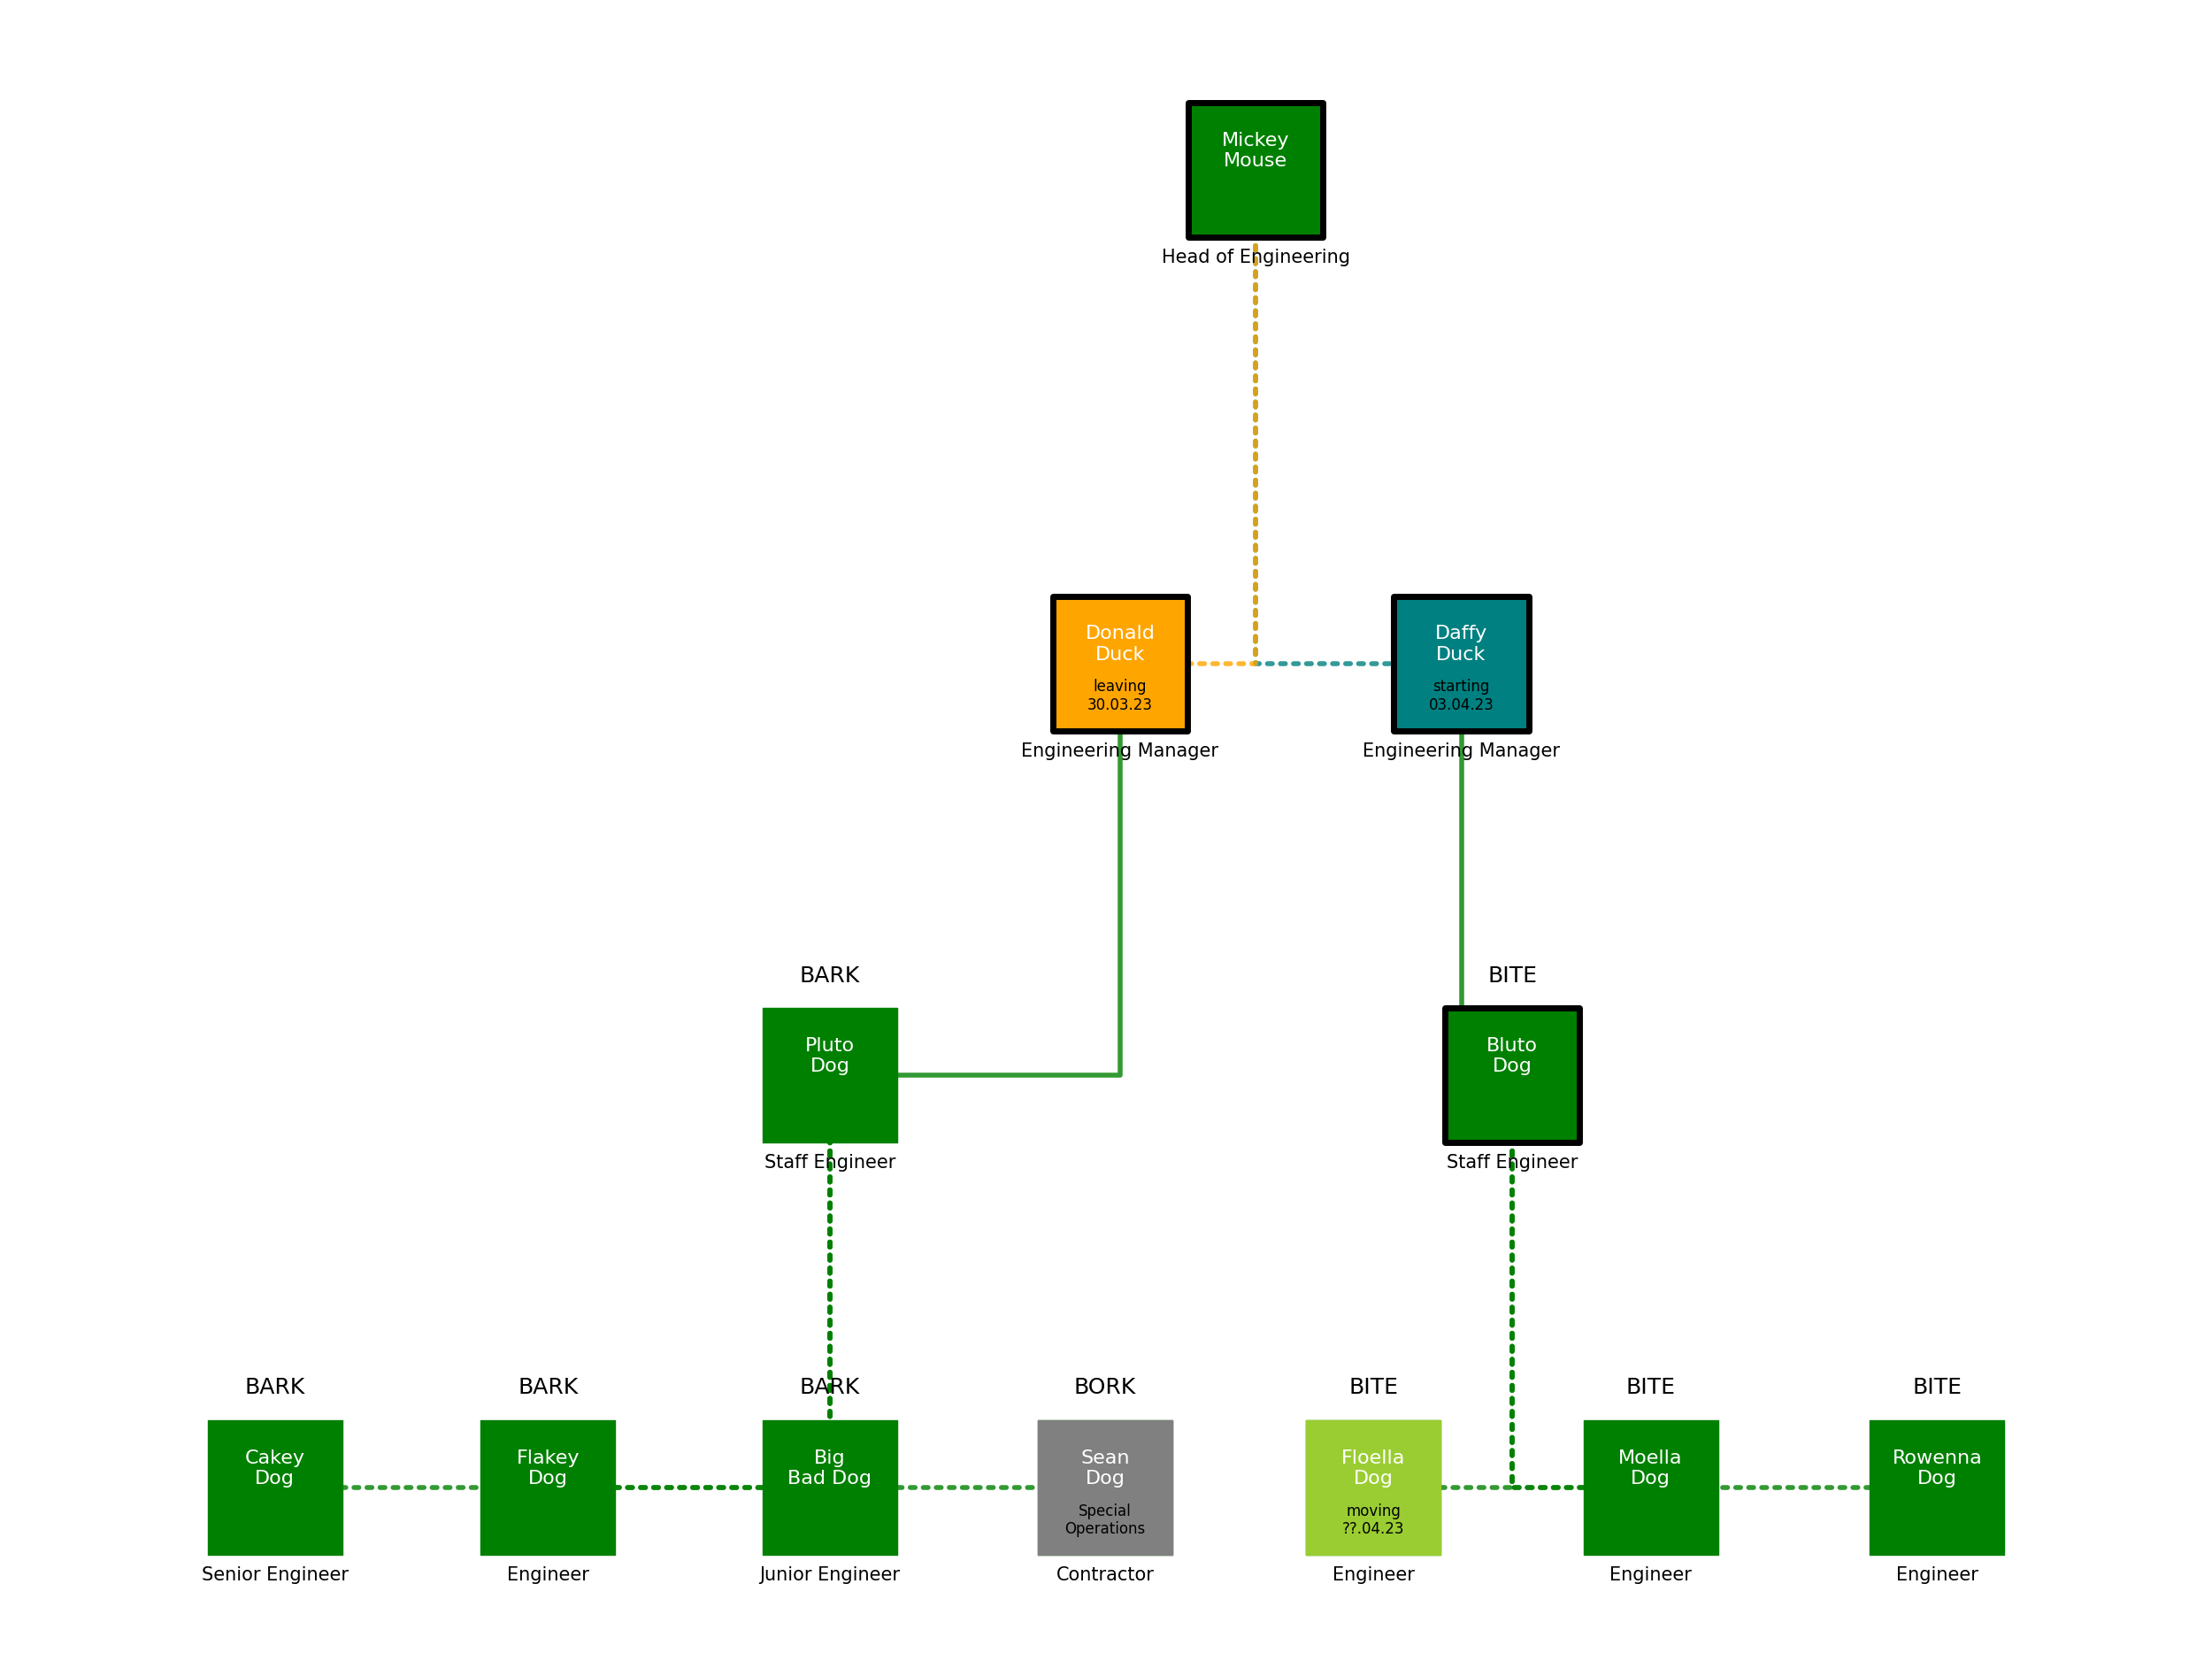 Mickey
Mouse
Head of Engineering
Donald
Duck
leaving
30.03.23
Engineering Manager
Daffy
Duck
starting
03.04.23
Engineering Manager
BARK
Pluto
Dog
Staff Engineer
BITE
Bluto
Dog
Staff Engineer
BARK
Cakey
Dog
Senior Engineer
BARK
Flakey
Dog
Engineer
BARK
Big
Bad Dog
Junior Engineer
BORK
Sean
Dog
Special
Operations
Contractor
BITE
Floella
Dog
moving
??.04.23
Engineer
BITE
Moella
Dog
Engineer
BITE
Rowenna
Dog
Engineer